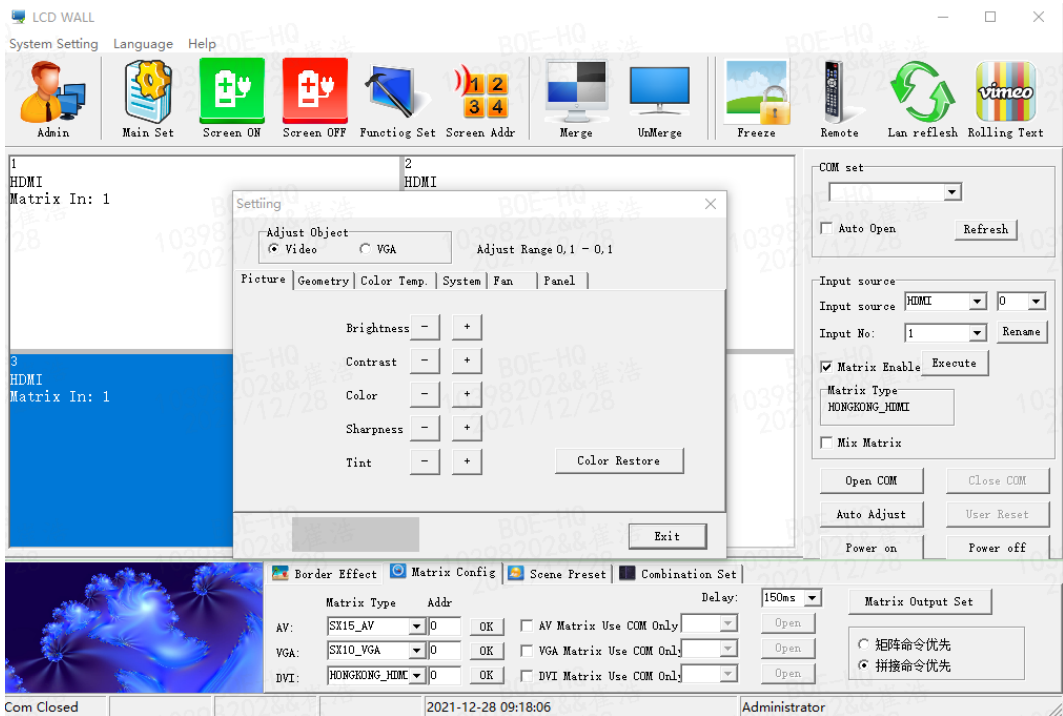 LCD WALL
System Setting Language Help
Admin Main Set Screen ON Screen OFF Functiog Set Screen Addr Merge UnMerge Freeze Remote Lan reflesh Rolling Text
1 2 3 4
vimeo
1
HDMI
Matrix In: 1
2
HDMI
3
HDMI
Matrix In: 1
Settiing
Adjust Object
Video VGA
Adjust Range 0,1 - 0,1
Picture Geometry Color Temp. System Fan Panel
Brightness - +
Contrast - +
Color - +
Sharpness - +
Tint - +
Color Restore
Exit
COM set
Auto Open Refresh
Input source
Input source HDMI 0
Input No: 1 Rename
Matrix Enable Execute
Matrix Type
HONGKONG_HDMI
Mix Matrix
Open COM Close COM
Auto Adjust User Reset
Power on Power off
Border Effect Matrix Config Scene Preset Combination Set
Matrix Type Addr Delay: 150ms Matrix Output Set
AV: SX15_AV 0 OK AV Matrix Use COM Only Open
VGA: SX10_VGA 0 OK VGA Matrix Use COM Only Open
DVI: HONGKONG_HDMI 0 OK DVI Matrix Use COM Only Open
矩阵命令优先
拼接命令优先
Com Closed 2021-12-28 09:18:06 Administrator